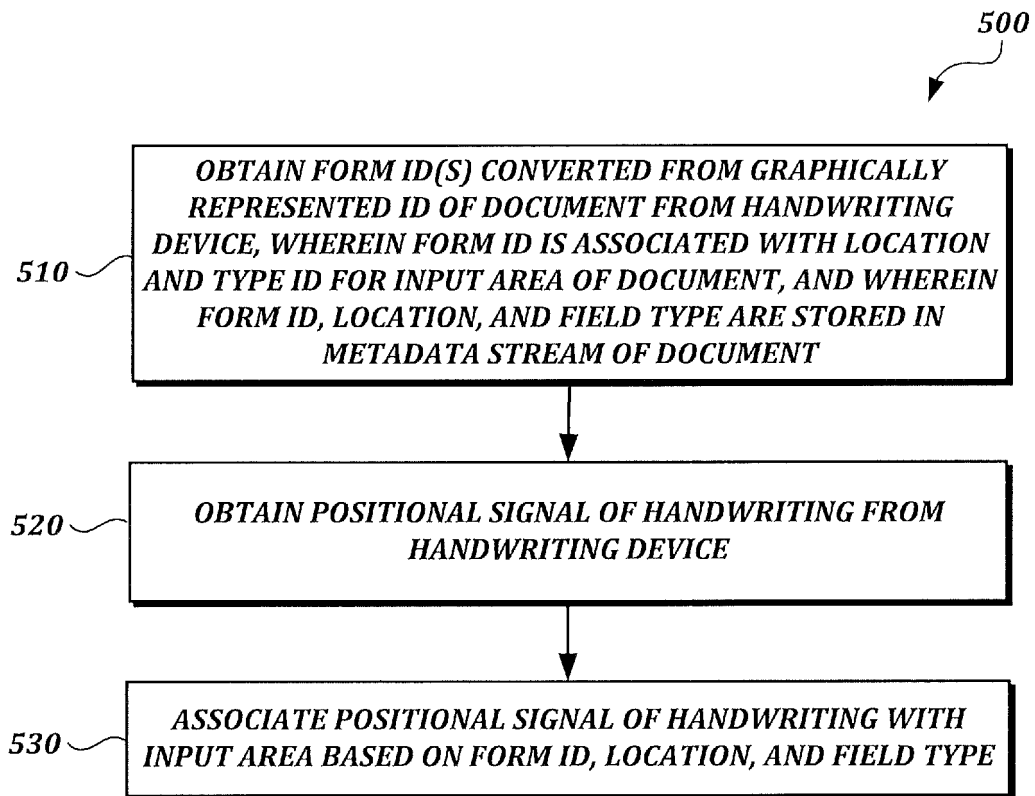 500
OBTAIN FORM ID(S) CONVERTED FROM GRAPHICALLY
REPRESENTED ID OF DOCUMENT FROM HANDWRITING
DEVICE, WHEREIN FORM ID IS ASSOCIATED WITH LOCATION
510
AND TYPE ID FOR INPUT AREA OF DOCUMENT, AND WHEREIN
FORM ID, LOCATION, AND FIELD TYPE ARE STORED IN
METADATA STREAM OF DOCUMENT
520
OBTAIN POSITIONAL SIGNAL OF HANDWRITING FROM
HANDWRITING DEVICE
530
ASSOCIATE POSITIONAL SIGNAL OF HANDWRITING WITH
INPUT AREA BASED ON FORM ID, LOCATION, AND FIELD TYPE